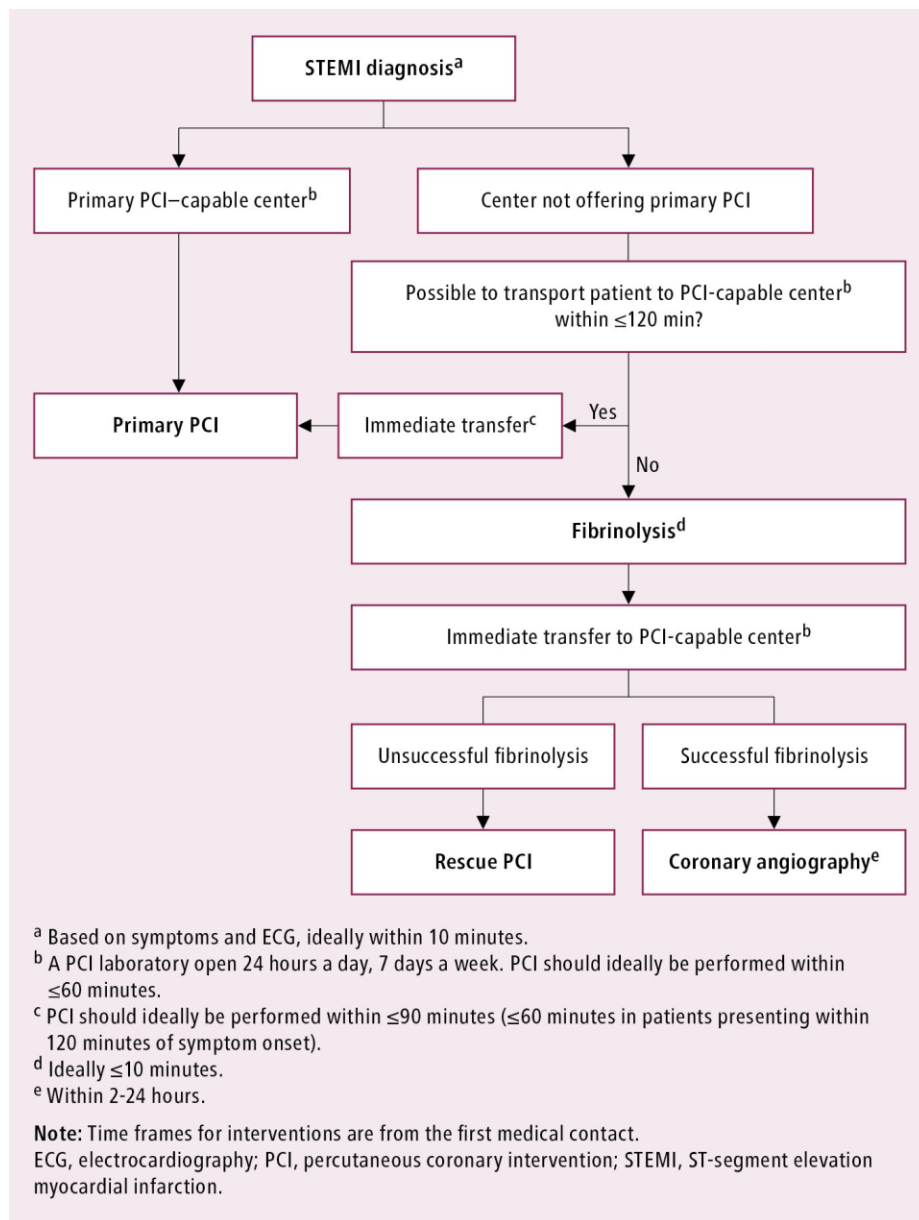 STEMI diagnosisᵃ
Primary PCI–capable centerᵇ
Center not offering primary PCI
Possible to transport patient to PCI-capable centerᵇ
within ≤120 min?
Primary PCI
Immediate transferᶜ
Yes
No
Fibrinolysisᵈ
Immediate transfer to PCI-capable centerᵇ
Unsuccessful fibrinolysis
Successful fibrinolysis
Rescue PCI
Coronary angiographyᵉ
ᵃ Based on symptoms and ECG, ideally within 10 minutes.
ᵇ A PCI laboratory open 24 hours a day, 7 days a week. PCI should ideally be performed within
≤60 minutes.
ᶜ PCI should ideally be performed within ≤90 minutes (≤60 minutes in patients presenting within
120 minutes of symptom onset).
ᵈ Ideally ≤10 minutes.
ᵉ Within 2-24 hours.
Note: Time frames for interventions are from the first medical contact.
ECG, electrocardiography; PCI, percutaneous coronary intervention; STEMI, ST-segment elevation
myocardial infarction.